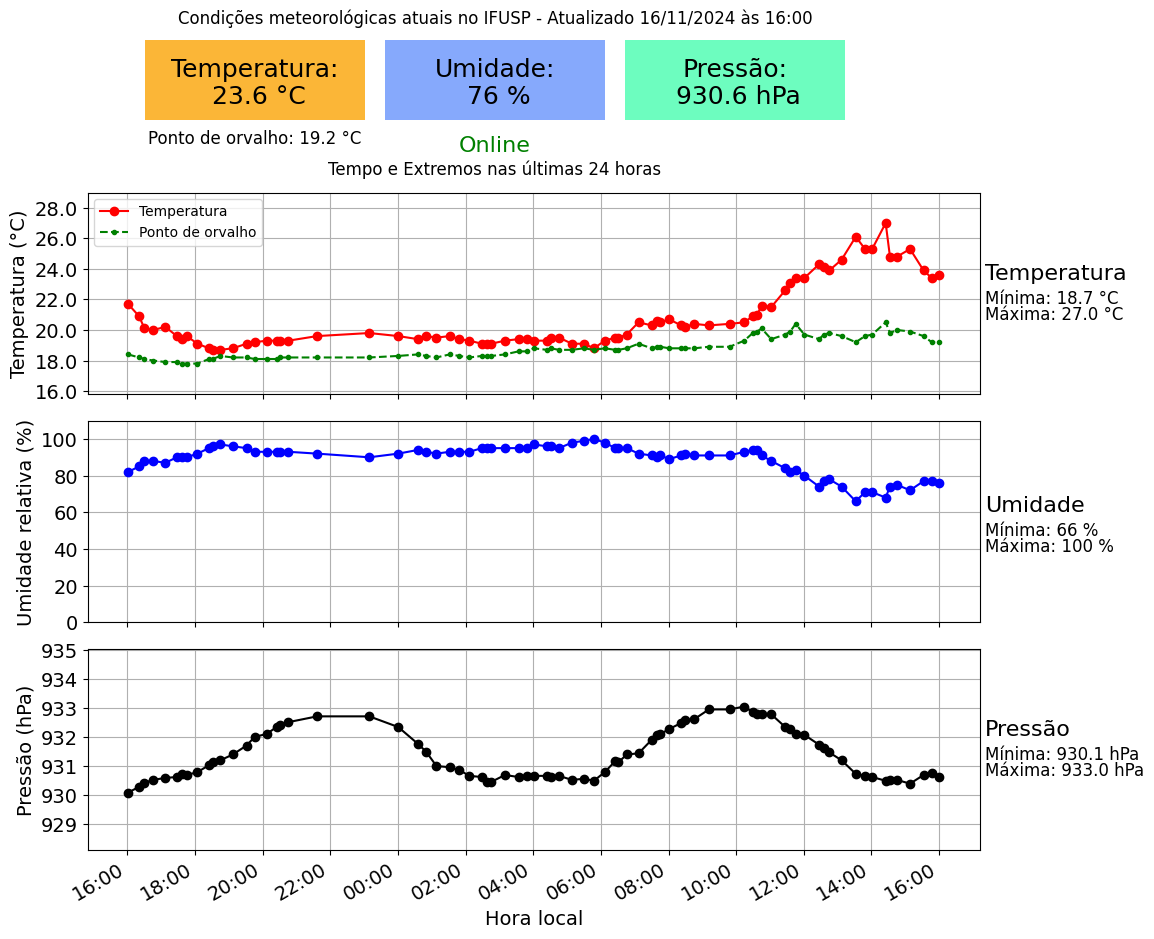 Condições meteorológicas atuais no IFUSP - Atualizado 16/11/2024 às 16:00
Temperatura:
23.6 °C
Umidade:
76 %
Pressão:
930.6 hPa
Ponto de orvalho: 19.2 °C
Online
Tempo e Extremos nas últimas 24 horas
Temperatura (°C)
28.0
26.0
24.0
22.0
20.0
18.0
16.0
Temperatura
Ponto de orvalho
Temperatura
Mínima: 18.7 °C
Máxima: 27.0 °C
Umidade relativa (%)
100
80
60
40
20
0
Umidade
Mínima: 66 %
Máxima: 100 %
Pressão (hPa)
935
934
933
932
931
930
929
Pressão
Mínima: 930.1 hPa
Máxima: 933.0 hPa
16:00 18:00 20:00 22:00 00:00 02:00 04:00 06:00 08:00 10:00 12:00 14:00 16:00
Hora local